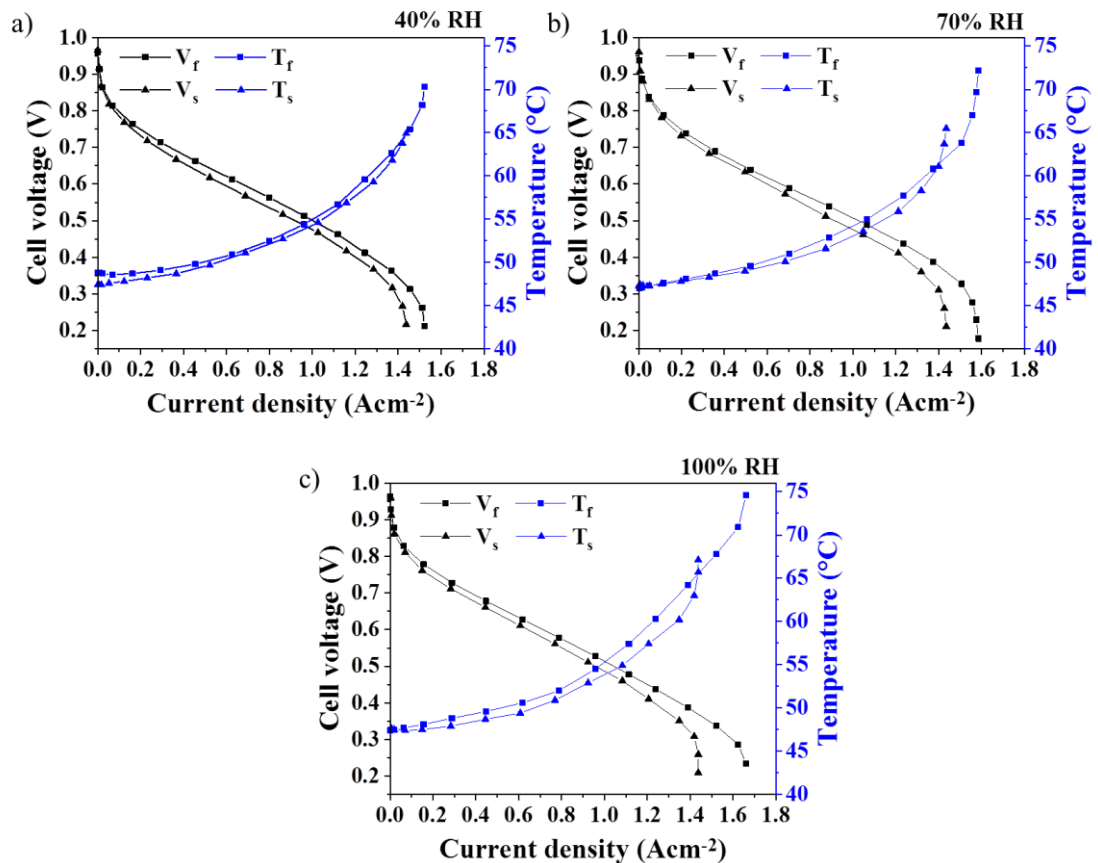 a)
40% RH
V_f
T_f
V_s
T_s
Cell voltage (V)
1.0
0.9
0.8
0.7
0.6
0.5
0.4
0.3
0.2
75
70
65
60
55
50
45
40
Temperature (°C)
0.0 0.2 0.4 0.6 0.8 1.0 1.2 1.4 1.6 1.8
Current density (Acm⁻²)
b)
70% RH
V_f
T_f
V_s
T_s
Cell voltage (V)
1.0
0.9
0.8
0.7
0.6
0.5
0.4
0.3
0.2
75
70
65
60
55
50
45
40
Temperature (°C)
0.0 0.2 0.4 0.6 0.8 1.0 1.2 1.4 1.6 1.8
Current density (Acm⁻²)
c)
100% RH
V_f
T_f
V_s
T_s
Cell voltage (V)
1.0
0.9
0.8
0.7
0.6
0.5
0.4
0.3
0.2
75
70
65
60
55
50
45
40
Temperature (°C)
0.0 0.2 0.4 0.6 0.8 1.0 1.2 1.4 1.6 1.8
Current density (Acm⁻²)